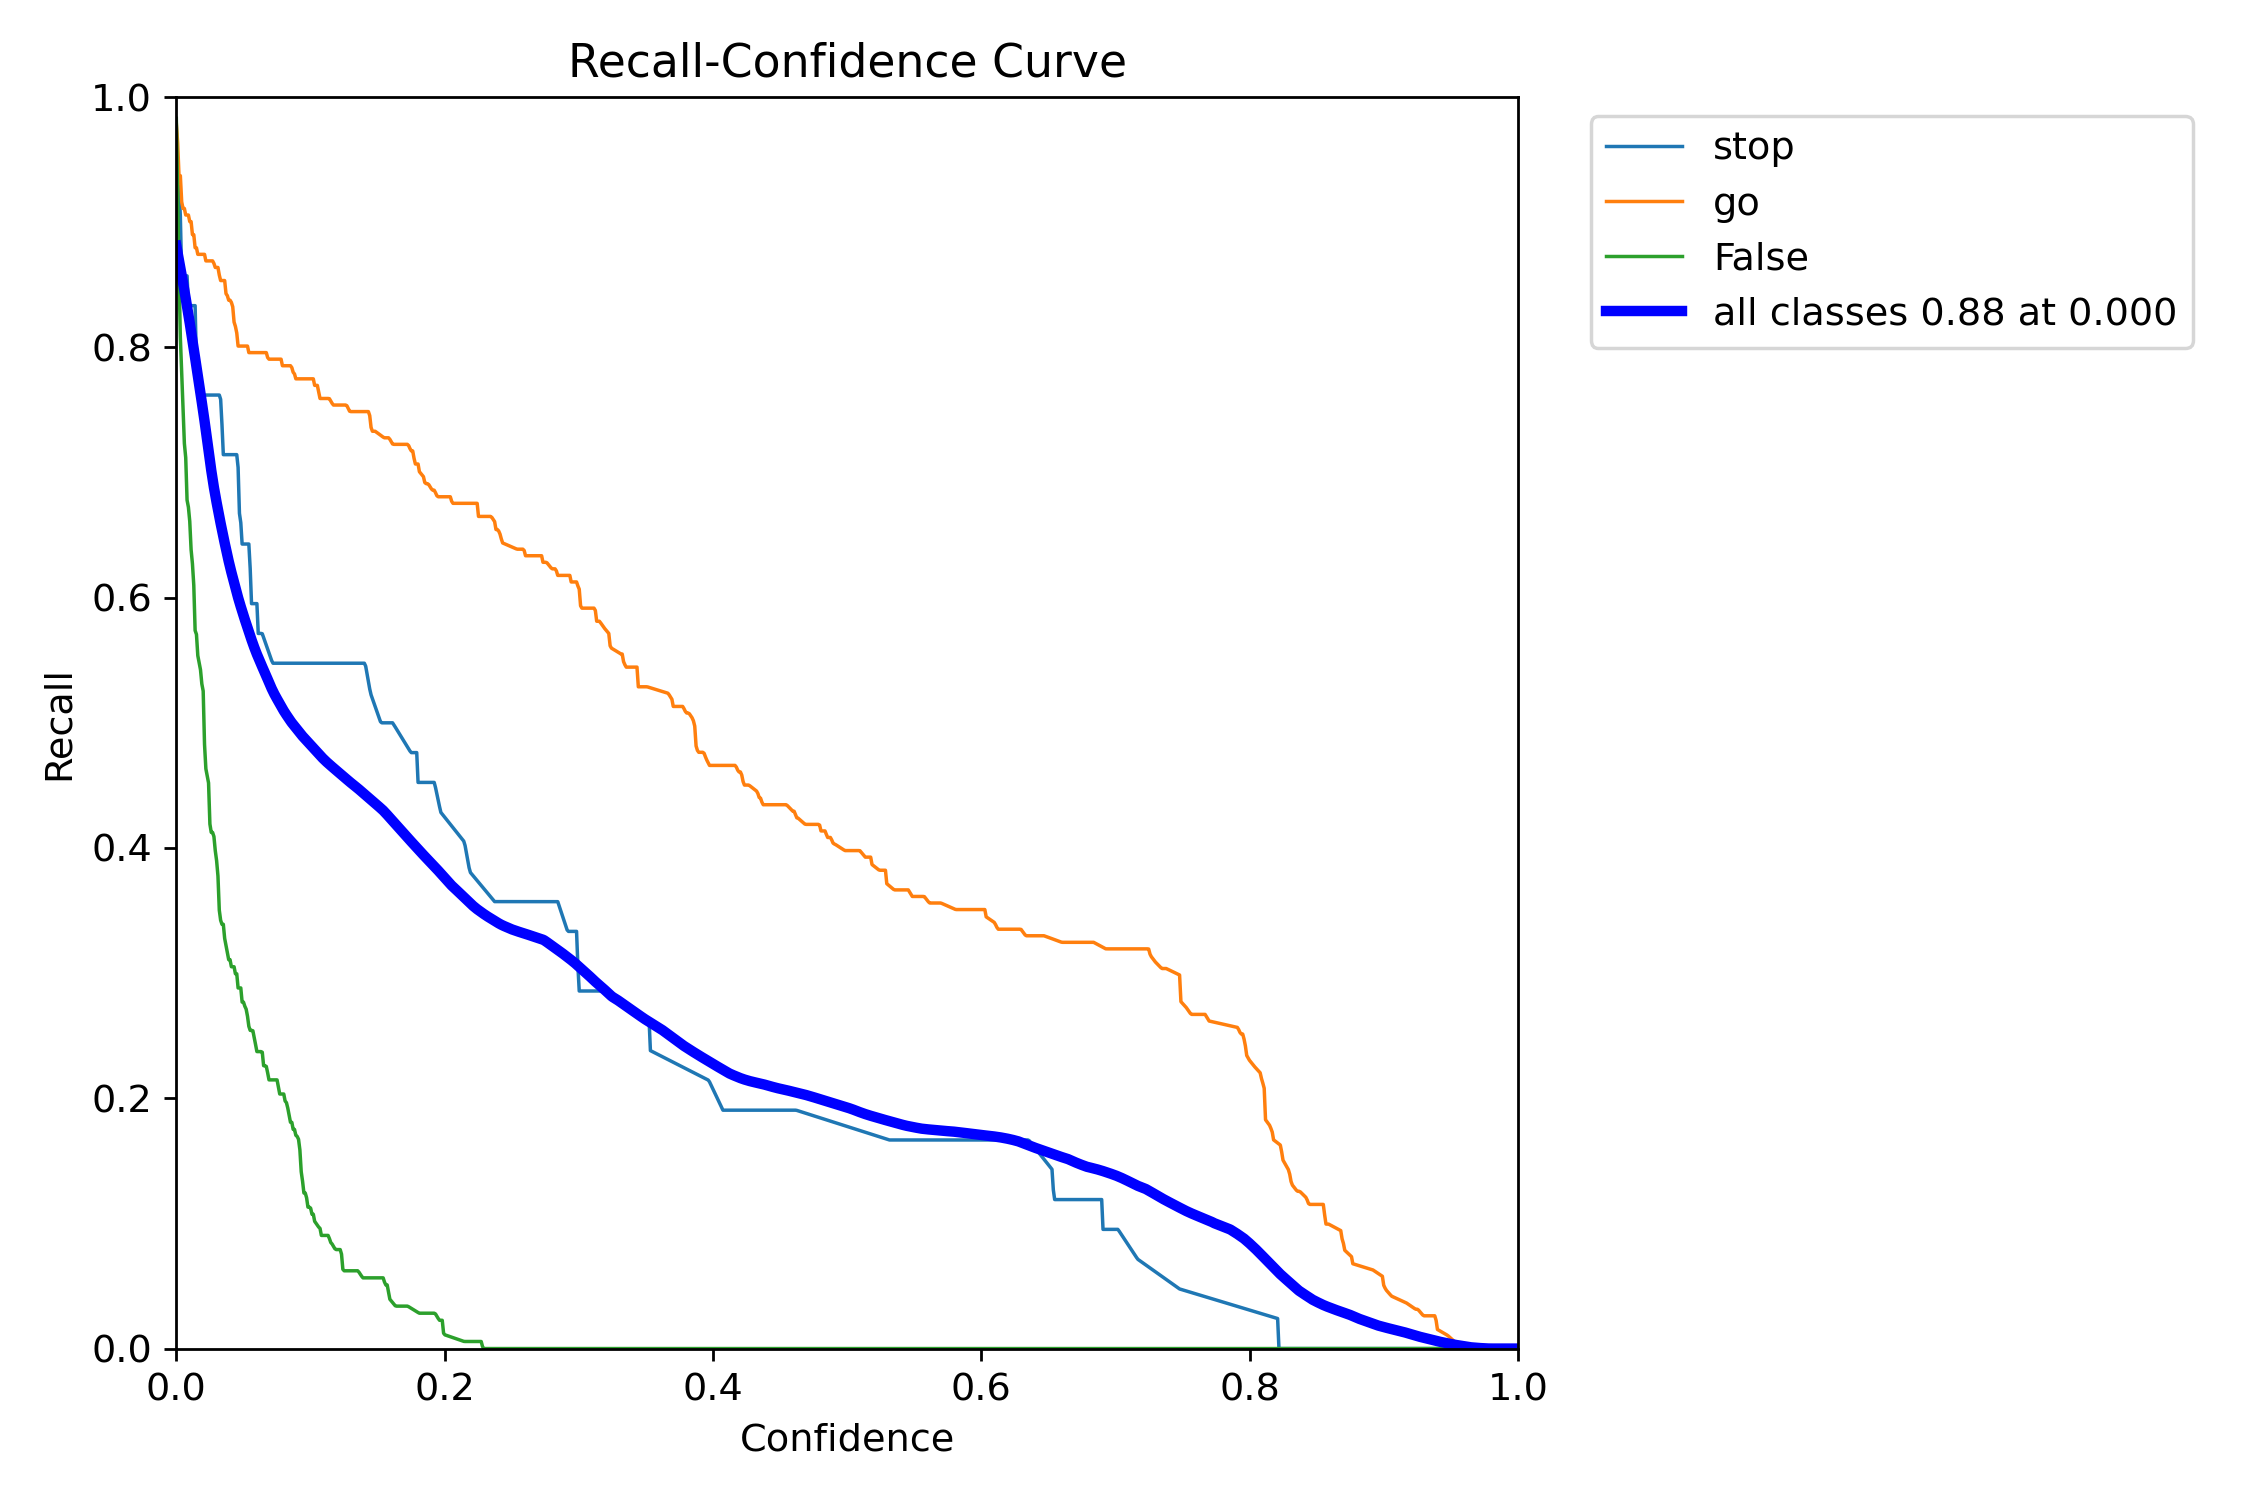 Recall-Confidence Curve
1.0
0.8
0.6
0.4
0.2
0.0
Recall
0.0 0.2 0.4 0.6 0.8 1.0
Confidence
stop
go
False
all classes 0.88 at 0.000